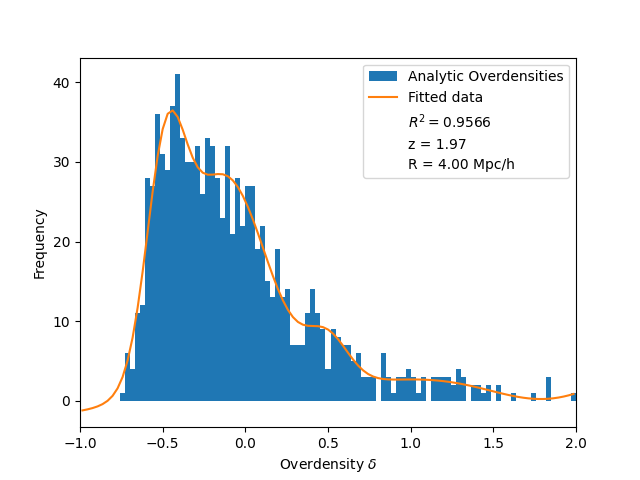 Analytic Overdensities
Fitted data
R² = 0.9566
z = 1.97
R = 4.00 Mpc/h
40
30
20
10
0
Frequency
−1.0 −0.5 0.0 0.5 1.0 1.5 2.0
Overdensity δ